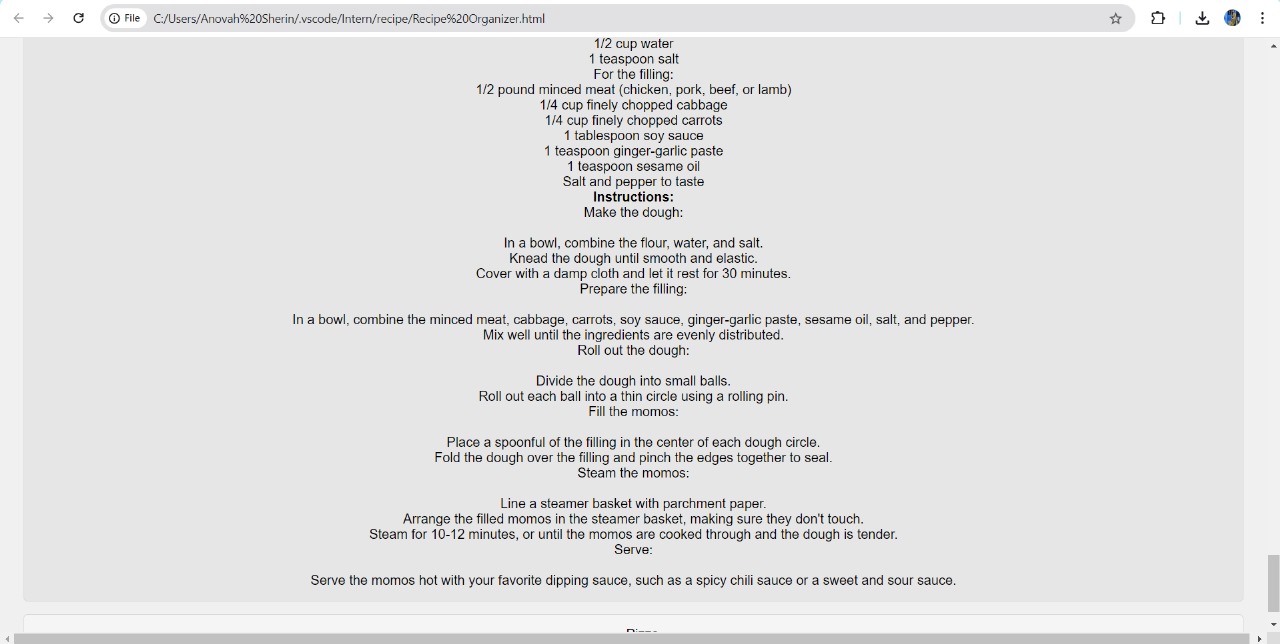 File
C:/Users/Anovah%20Sherin/.vscode/Intern/recipe/Recipe%20Organizer.html
1/2 cup water
1 teaspoon salt
For the filling:
1/2 pound minced meat (chicken, pork, beef, or lamb)
1/4 cup finely chopped cabbage
1/4 cup finely chopped carrots
1 tablespoon soy sauce
1 teaspoon ginger-garlic paste
1 teaspoon sesame oil
Salt and pepper to taste
Instructions:
Make the dough:
In a bowl, combine the flour, water, and salt.
Knead the dough until smooth and elastic.
Cover with a damp cloth and let it rest for 30 minutes.
Prepare the filling:
In a bowl, combine the minced meat, cabbage, carrots, soy sauce, ginger-garlic paste, sesame oil, salt, and pepper.
Mix well until the ingredients are evenly distributed.
Roll out the dough:
Divide the dough into small balls.
Roll out each ball into a thin circle using a rolling pin.
Fill the momos:
Place a spoonful of the filling in the center of each dough circle.
Fold the dough over the filling and pinch the edges together to seal.
Steam the momos:
Line a steamer basket with parchment paper.
Arrange the filled momos in the steamer basket, making sure they don't touch.
Steam for 10-12 minutes, or until the momos are cooked through and the dough is tender.
Serve:
Serve the momos hot with your favorite dipping sauce, such as a spicy chili sauce or a sweet and sour sauce.